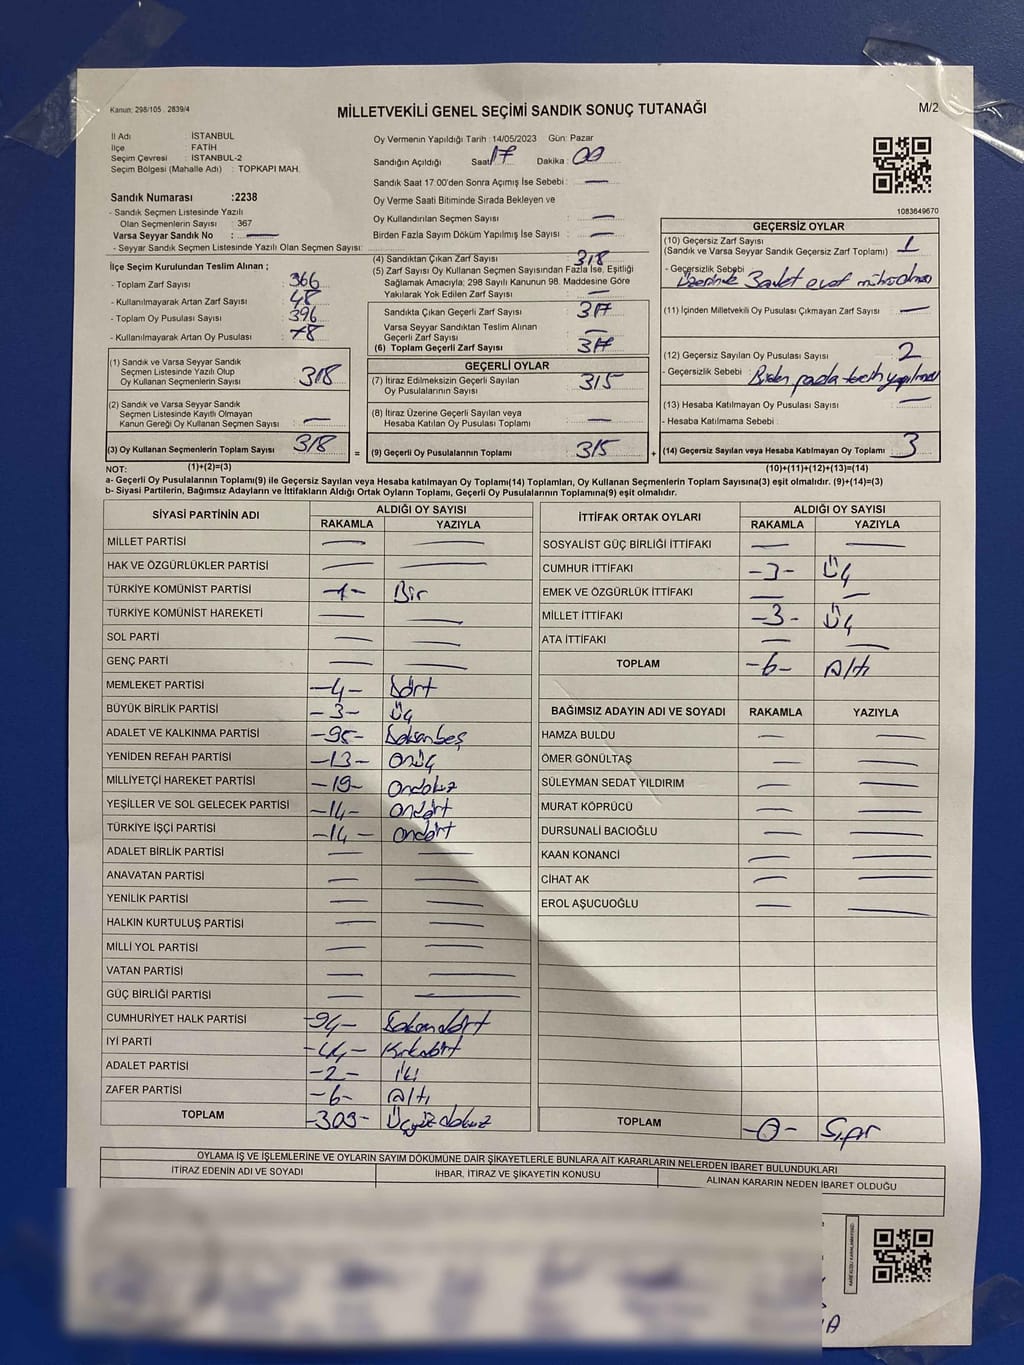 Kanun: 298/105 . 2839/4
MİLLETVEKİLİ GENEL SEÇİMİ SANDIK SONUÇ TUTANAĞI
M/2
İl Adı : İSTANBUL
İlçe : FATİH
Seçim Çevresi : İSTANBUL-2
Seçim Bölgesi (Mahalle Adı) : TOPKAPI MAH.
Sandık Numarası :2238
- Sandık Seçmen Listesinde Yazılı
Olan Seçmenlerin Sayısı : 367
Varsa Seyyar Sandık No : —
- Seyyar Sandık Seçmen Listesinde Yazılı Olan Seçmen Sayısı:
Oy Vermenin Yapıldığı Tarih : 14/05/2023 Gün: Pazar
Sandığın Açıldığı Saat: 17 Dakika : 00
Sandık Saat 17:00'den Sonra Açımış İse Sebebi : —
Oy Verme Saati Bitiminde Sırada Bekleyen ve
Oy Kullandırılan Seçmen Sayısı : —
Birden Fazla Sayım Döküm Yapılmış İse Sayısı : —
(4) Sandıktan Çıkan Zarf Sayısı : 318
(5) Zarf Sayısı Oy Kullanan Seçmen Sayısından Fazla İse, Eşitliği
Sağlamak Amacıyla; 298 Sayılı Kanunun 98. Maddesine Göre
Yakılarak Yok Edilen Zarf Sayısı : —
1083649670
İlçe Seçim Kurulundan Teslim Alınan ;
- Toplam Zarf Sayısı : 366
- Kullanılmayarak Artan Zarf Sayısı : 48
- Toplam Oy Pusulası Sayısı : 396
- Kullanılmayarak Artan Oy Pusulası : 78
(1) Sandık ve Varsa Seyyar Sandık
Seçmen Listesinde Yazılı Olup
Oy Kullanan Seçmenlerin Sayısı : 318
(2) Sandık ve Varsa Seyyar Sandık
Seçmen Listesinde Kayıtlı Olmayan
Kanun Gereği Oy Kullanan Seçmen Sayısı : —
(3) Oy Kullanan Seçmenlerin Toplam Sayısı : 318 =
Sandıkta Çıkan Geçerli Zarf Sayısı : 317
Varsa Seyyar Sandıktan Teslim Alınan
Geçerli Zarf Sayısı : —
(6) Toplam Geçerli Zarf Sayısı : 317
GEÇERLİ OYLAR
(7) İtiraz Edilmeksizin Geçerli Sayılan
Oy Pusulasının Sayısı : 315
(8) İtiraz Üzerine Geçerli Sayılan veya
Hesaba Katılan Oy Pusulası Toplamı : —
(9) Geçerli Oy Pusulalarının Toplamı : 315 +
GEÇERSİZ OYLAR
(10) Geçersiz Zarf Sayısı : 1
(Sandık ve Varsa Seyyar Sandık Geçersiz Zarf Toplamı)
- Geçersizlik Sebebi : Üzerinde
(11) İçinden Milletvekili Oy Pusulası Çıkmayan Zarf Sayısı : —
(12) Geçersiz Sayılan Oy Pusulası Sayısı : 2
- Geçersizlik Sebebi : Birden fazla tercih
(13) Hesaba Katılmayan Oy Pusulası Sayısı : —
- Hesaba Katılmama Sebebi :
(14) Geçersiz Sayılan veya Hesaba Katılmayan Oy Toplamı : 3
NOT: (1)+(2)=(3) (10)+(11)+(12)+(13)=(14)
a- Geçerli Oy Pusulalarının Toplamı(9) ile Geçersiz Sayılan veya Hesaba katılmayan Oy Toplamı(14) Toplamları, Oy Kullanan Seçmenlerin Toplam Sayısına(3) eşit olmalıdır. (9)+(14)=(3)
b- Siyasi Partilerin, Bağımsız Adayların ve İttifakların Aldığı Ortak Oyların Toplamı, Geçerli Oy Pusulalarının Toplamına(9) eşit olmalıdır.
SİYASİ PARTİNİN ADI ALDIĞI OY SAYISI
RAKAMLA YAZIYLA
MİLLET PARTİSİ — —
HAK VE ÖZGÜRLÜKLER PARTİSİ — —
TÜRKİYE KOMÜNİST PARTİSİ -1- Bir
TÜRKİYE KOMÜNİST HAREKETİ — —
SOL PARTİ — —
GENÇ PARTİ — —
MEMLEKET PARTİSİ -4- Dört
BÜYÜK BİRLİK PARTİSİ -3- Üç
ADALET VE KALKINMA PARTİSİ -95- Doksanbeş
YENİDEN REFAH PARTİSİ -13- Onüç
MİLLİYETÇİ HAREKET PARTİSİ -19- Ondokuz
YEŞİLLER VE SOL GELECEK PARTİSİ -14- Ondört
TÜRKİYE İŞÇİ PARTİSİ -14- Ondört
ADALET BİRLİK PARTİSİ — —
ANAVATAN PARTİSİ — —
YENİLİK PARTİSİ — —
HALKIN KURTULUŞ PARTİSİ — —
MİLLİ YOL PARTİSİ — —
VATAN PARTİSİ — —
GÜÇ BİRLİĞİ PARTİSİ — —
CUMHURİYET HALK PARTİSİ -94- Doksandört
İYİ PARTİ -44- Kırkdört
ADALET PARTİSİ -2- İki
ZAFER PARTİSİ -6- Altı
TOPLAM -309- Üçyüzdokuz
İTTİFAK ORTAK OYLARI ALDIĞI OY SAYISI
RAKAMLA YAZIYLA
SOSYALİST GÜÇ BİRLİĞİ İTTİFAKI — —
CUMHUR İTTİFAKI -3- Üç
EMEK VE ÖZGÜRLÜK İTTİFAKI — —
MİLLET İTTİFAKI -3- Üç
ATA İTTİFAKI — —
TOPLAM -6- Altı
BAĞIMSIZ ADAYIN ADI VE SOYADI RAKAMLA YAZIYLA
HAMZA BULDU — —
ÖMER GÖNÜLTAŞ — —
SÜLEYMAN SEDAT YILDIRIM — —
MURAT KÖPRÜCÜ — —
DURSUNALİ BACIOĞLU — —
KAAN KONANCİ — —
CİHAT AK — —
EROL AŞUCUOĞLU — —
TOPLAM -0- Sıfır
OYLAMA İŞ VE İŞLEMLERİNE VE OYLARIN SAYIM DÖKÜMÜNE DAİR ŞİKAYETLERLE BUNLARA AİT KARARLARIN NELERDEN İBARET BULUNDUKLARI
İTİRAZ EDENİN ADI VE SOYADI İHBAR, İTİRAZ VE ŞİKAYETİN KONUSU ALINAN KARARIN NEDEN İBARET OLDUĞU